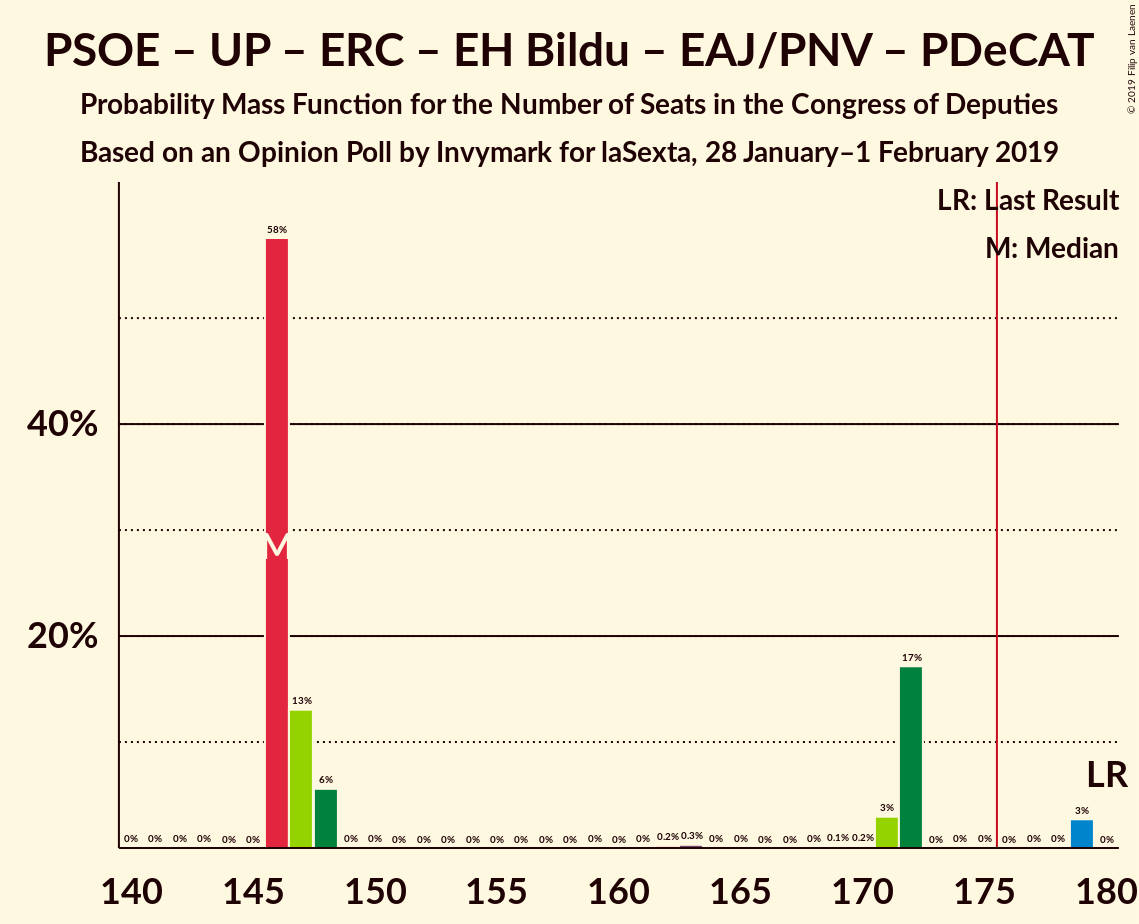 PSOE – UP – ERC – EH Bildu – EAJ/PNV – PDeCAT
Probability Mass Function for the Number of Seats in the Congress of Deputies
Based on an Opinion Poll by Invymark for laSexta, 28 January–1 February 2019
© 2019 Filip van Laenen
LR: Last Result
M: Median
58%
40%
M
20%
17%
13%
LR
6%
3%
3%
0% 0% 0% 0% 0% 0% 0% 0% 0% 0% 0% 0% 0% 0% 0% 0% 0% 0% 0% 0.2% 0.3% 0% 0% 0% 0% 0% 0.1% 0.2% 0% 0% 0% 0% 0% 0% 0%
140 145 150 155 160 165 170 175 180